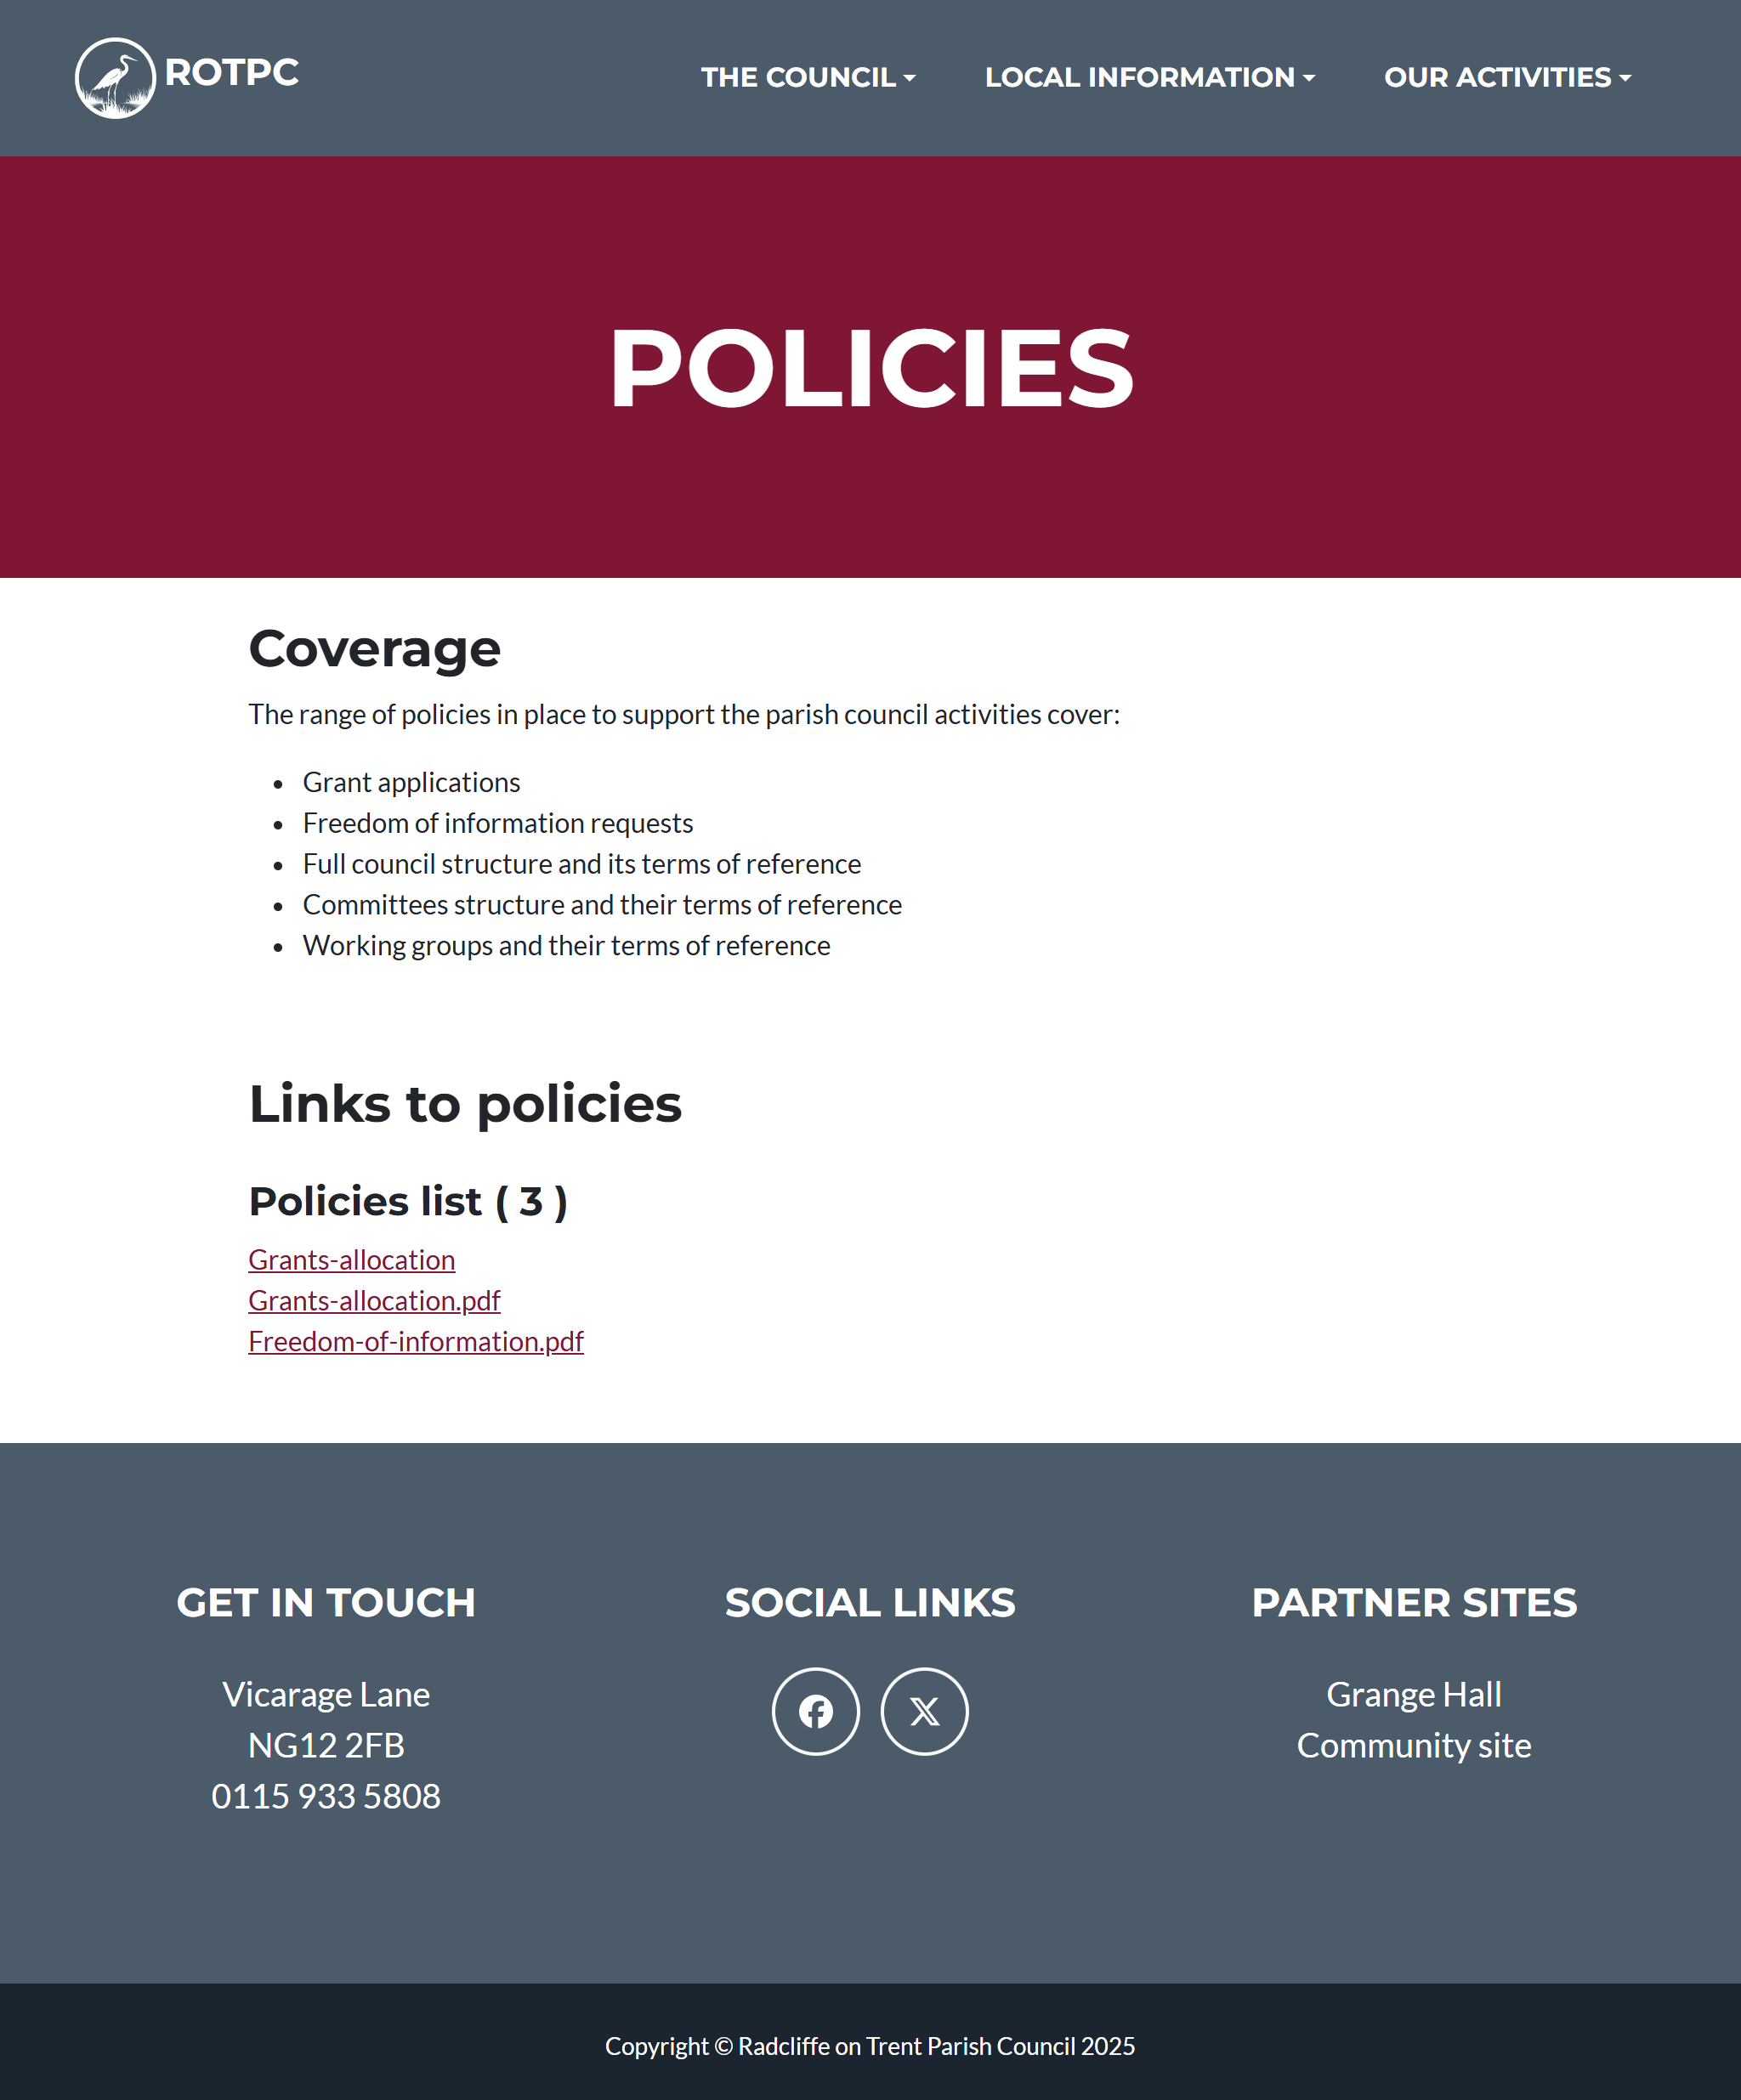 ROTPC
THE COUNCIL
LOCAL INFORMATION
OUR ACTIVITIES
POLICIES
Coverage
The range of policies in place to support the parish council activities cover:
• Grant applications
• Freedom of information requests
• Full council structure and its terms of reference
• Committees structure and their terms of reference
• Working groups and their terms of reference
Links to policies
Policies list ( 3 )
Grants-allocation
Grants-allocation.pdf
Freedom-of-information.pdf
GET IN TOUCH
Vicarage Lane
NG12 2FB
0115 933 5808
SOCIAL LINKS
PARTNER SITES
Grange Hall
Community site
Copyright © Radcliffe on Trent Parish Council 2025